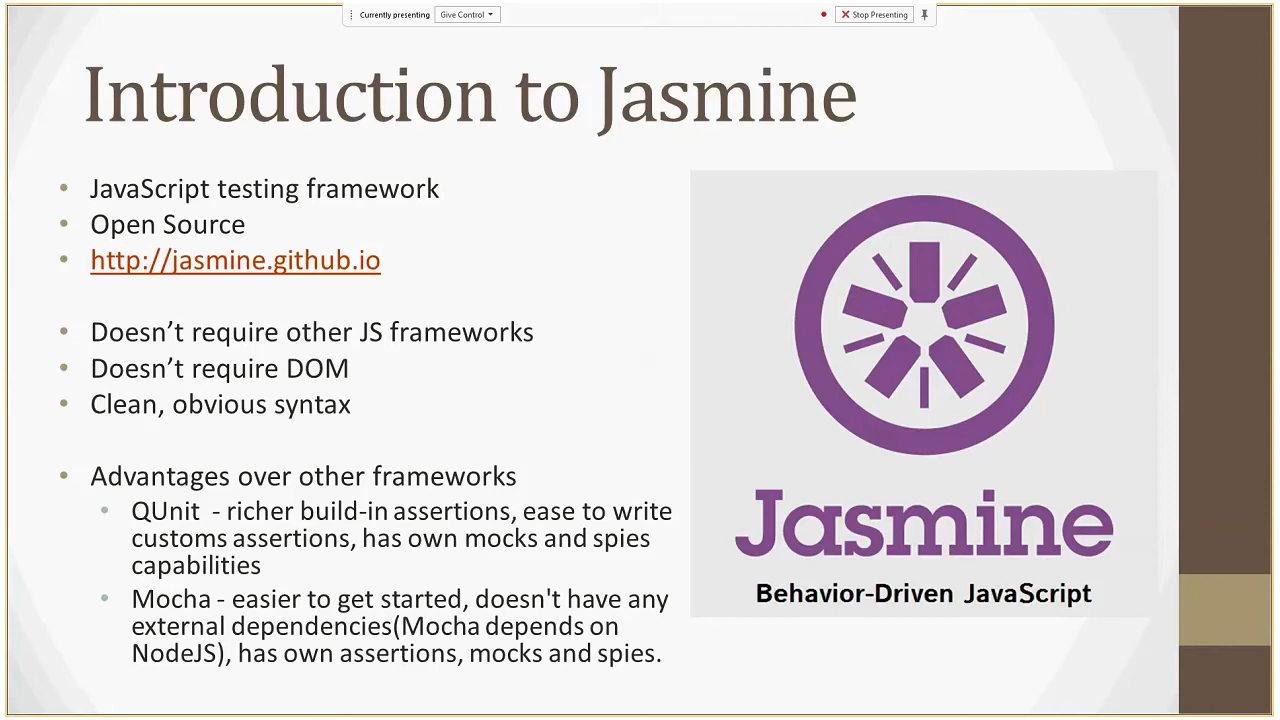 Currently presenting Give Control Stop Presenting
Introduction to Jasmine
JavaScript testing framework
Open Source
http://jasmine.github.io
Doesn’t require other JS frameworks
Doesn’t require DOM
Clean, obvious syntax
Advantages over other frameworks
QUnit - richer build-in assertions, ease to write
customs assertions, has own mocks and spies
capabilities
Mocha - easier to get started, doesn't have any
external dependencies(Mocha depends on
NodeJS), has own assertions, mocks and spies.
Jasmine
Behavior-Driven JavaScript